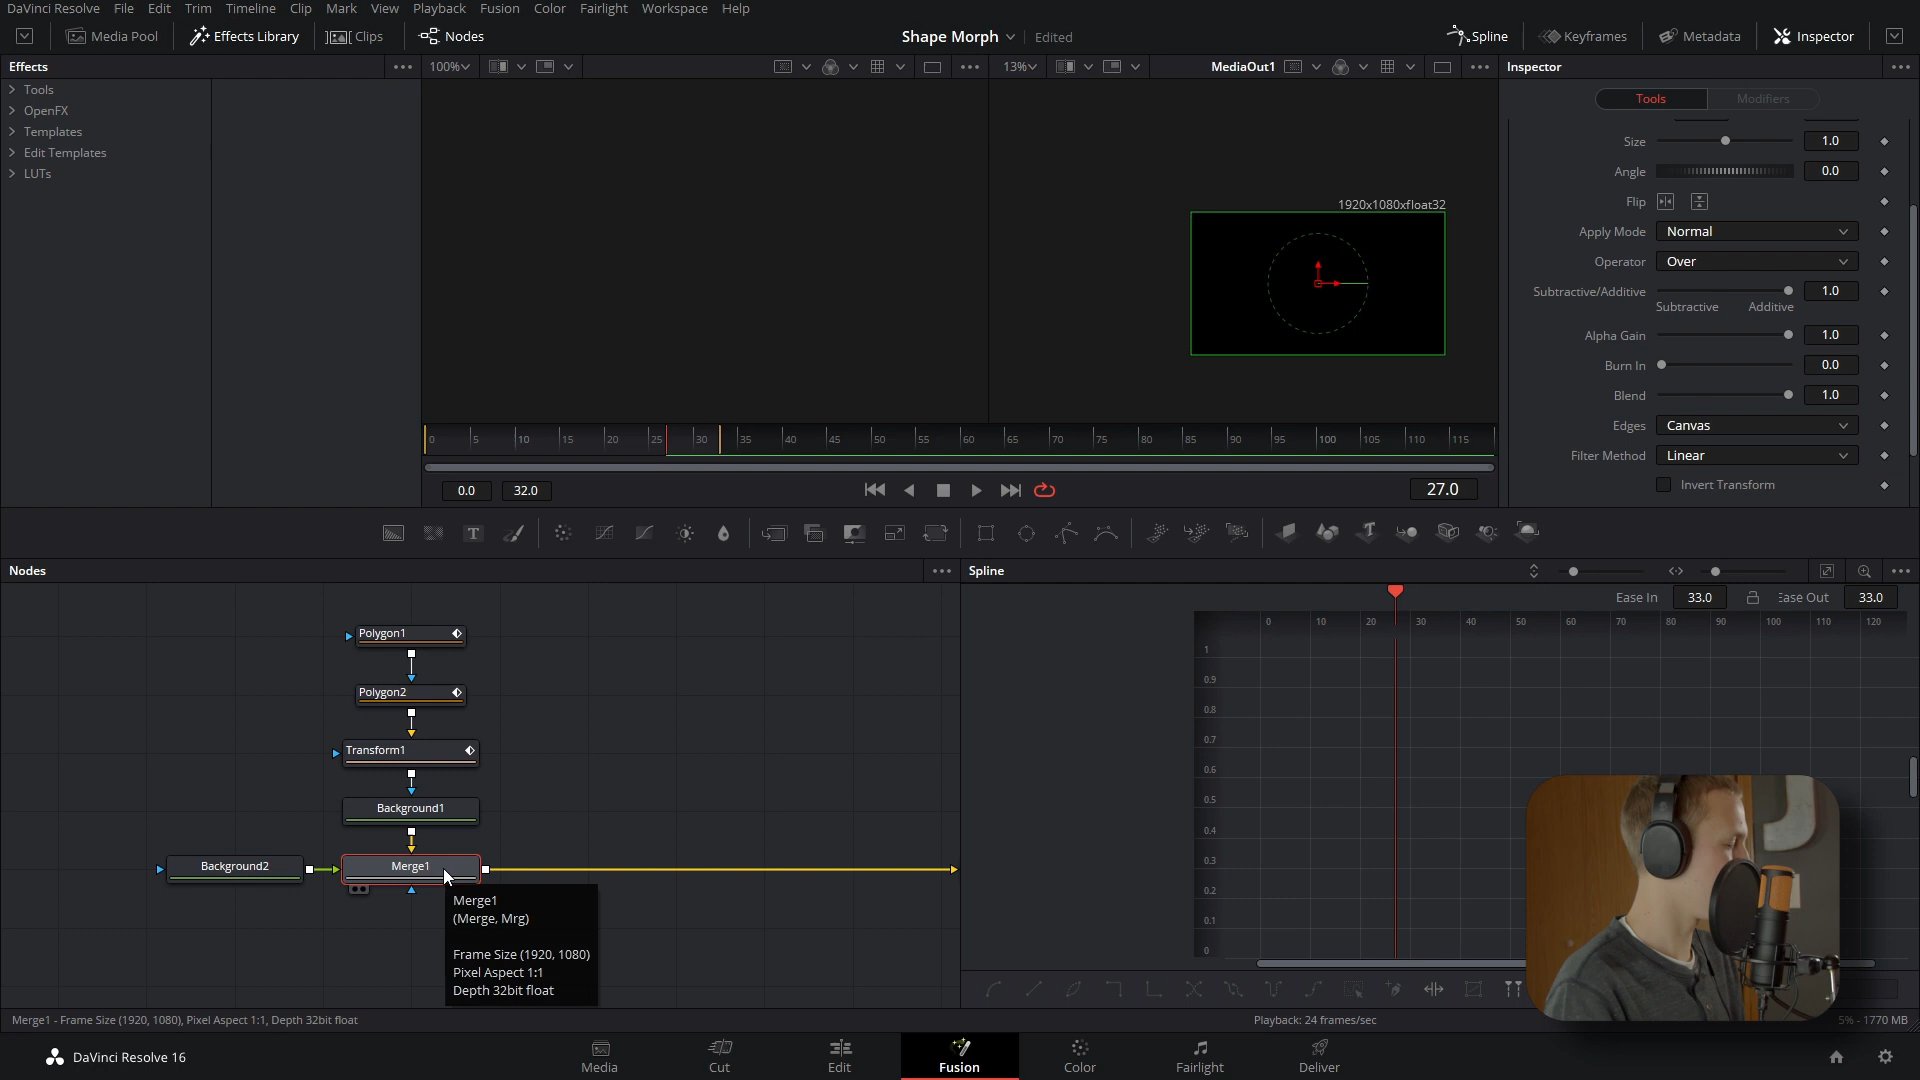 DaVinci Resolve File Edit Trim Timeline Clip Mark View Playback Fusion Color Fairlight Workspace Help
Media Pool Effects Library Clips Nodes Shape Morph Edited Spline Keyframes Metadata Inspector
Effects 100% 13% MediaOut1 Inspector
Tools
OpenFX
Templates
Edit Templates
LUTs
1920x1080xfloat32
Tools Modifiers
Size 1.0
Angle 0.0
Flip
Apply Mode Normal
Operator Over
Subtractive/Additive 1.0
Subtractive Additive
Alpha Gain 1.0
Burn In 0.0
Blend 1.0
Edges Canvas
Filter Method Linear
Invert Transform
0 5 10 15 20 25 30 35 40 45 50 55 60 65 70 75 80 85 90 95 100 105 110 115
0.0 32.0 27.0
Nodes
Polygon1
Polygon2
Transform1
Background1
Background2 Merge1
Merge1
(Merge, Mrg)
Frame Size (1920, 1080)
Pixel Aspect 1:1
Depth 32bit float
Spline
Ease In 33.0 Ease Out 33.0
0 10 20 30 40 50 60 70 80 90 100 110 120
1
0.9
0.8
0.7
0.6
0.5
0.4
0.3
0.2
0.1
0
Merge1 - Frame Size (1920, 1080), Pixel Aspect 1:1, Depth 32bit float Playback: 24 frames/sec 5% - 1770 MB
DaVinci Resolve 16 Media Cut Edit Fusion Color Fairlight Deliver